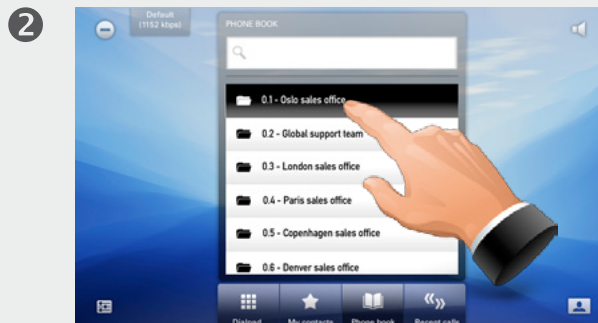 2
Default
(1152 kbps)
PHONE BOOK
0.1 - Oslo sales office
0.2 - Global support team
0.3 - London sales office
0.4 - Paris sales office
0.5 - Copenhagen sales office
0.6 - Denver sales office
Dialpad My contacts Phone book Recent calls